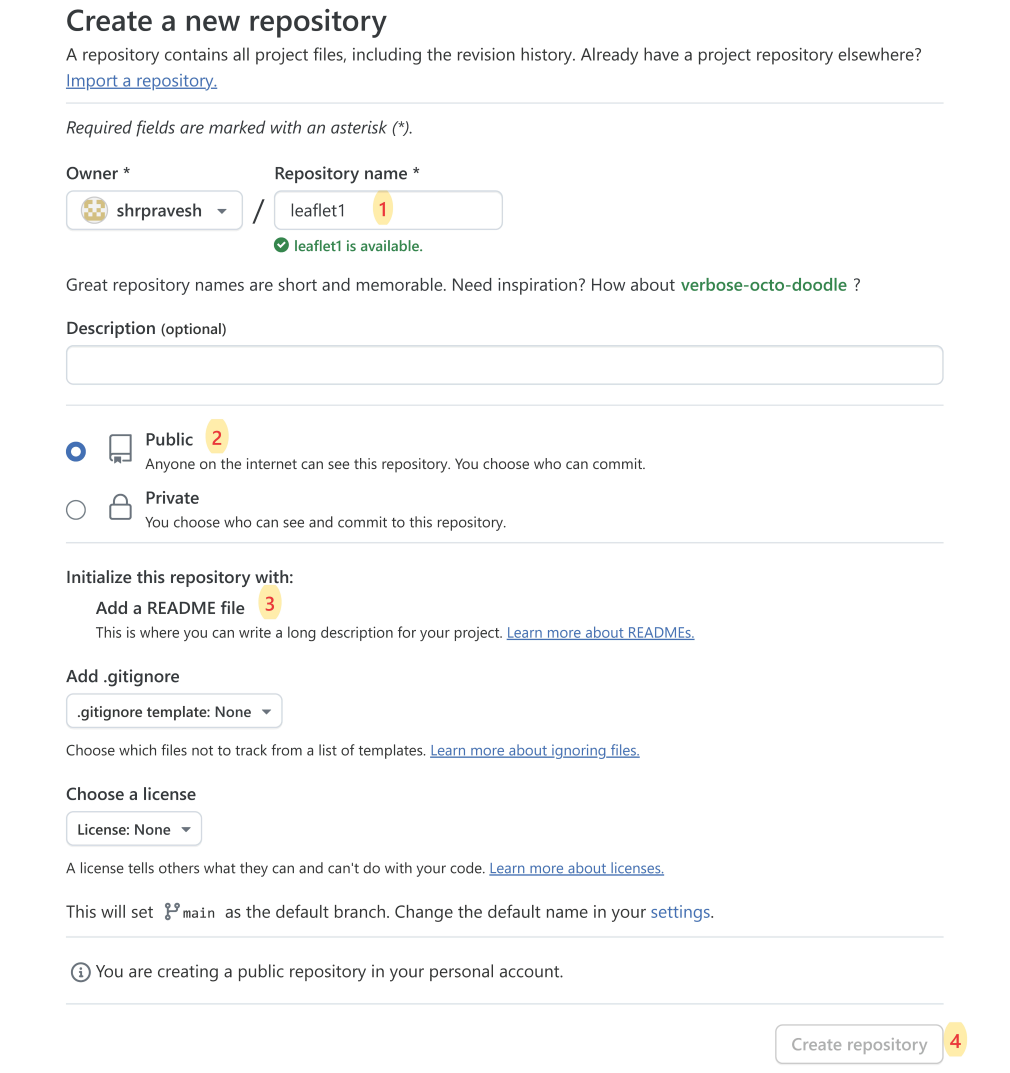 Create a new repository
A repository contains all project files, including the revision history. Already have a project repository elsewhere?
Import a repository.
Required fields are marked with an asterisk (*).
Owner * Repository name *
shrpravesh / leaflet1 1
leaflet1 is available.
Great repository names are short and memorable. Need inspiration? How about verbose-octo-doodle ?
Description (optional)
Public 2
Anyone on the internet can see this repository. You choose who can commit.
Private
You choose who can see and commit to this repository.
Initialize this repository with:
Add a README file 3
This is where you can write a long description for your project. Learn more about READMEs.
Add .gitignore
.gitignore template: None
Choose which files not to track from a list of templates. Learn more about ignoring files.
Choose a license
License: None
A license tells others what they can and can't do with your code. Learn more about licenses.
This will set main as the default branch. Change the default name in your settings.
You are creating a public repository in your personal account.
Create repository 4